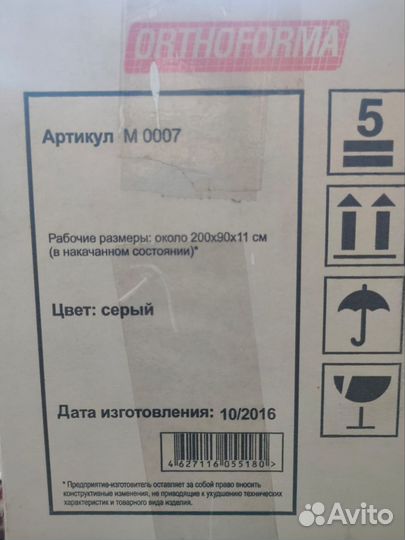 ORTHOFORMA
Артикул М 0007
5
Рабочие размеры: около 200х90х11 см
(в накачанном состоянии)*
Цвет: серый
Дата изготовления: 10/2016
4 627116 055180 >
* Предприятие-изготовитель оставляет за собой право вносить
конструктивные изменения, не приводящие к ухудшению технических
характеристик и товарного вида изделия.
Avito